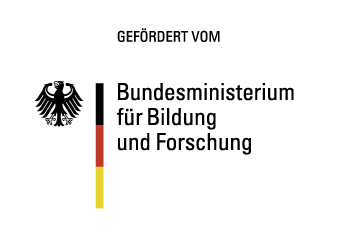 GEFÖRDERT VOM
Bundesministerium
für Bildung
und Forschung